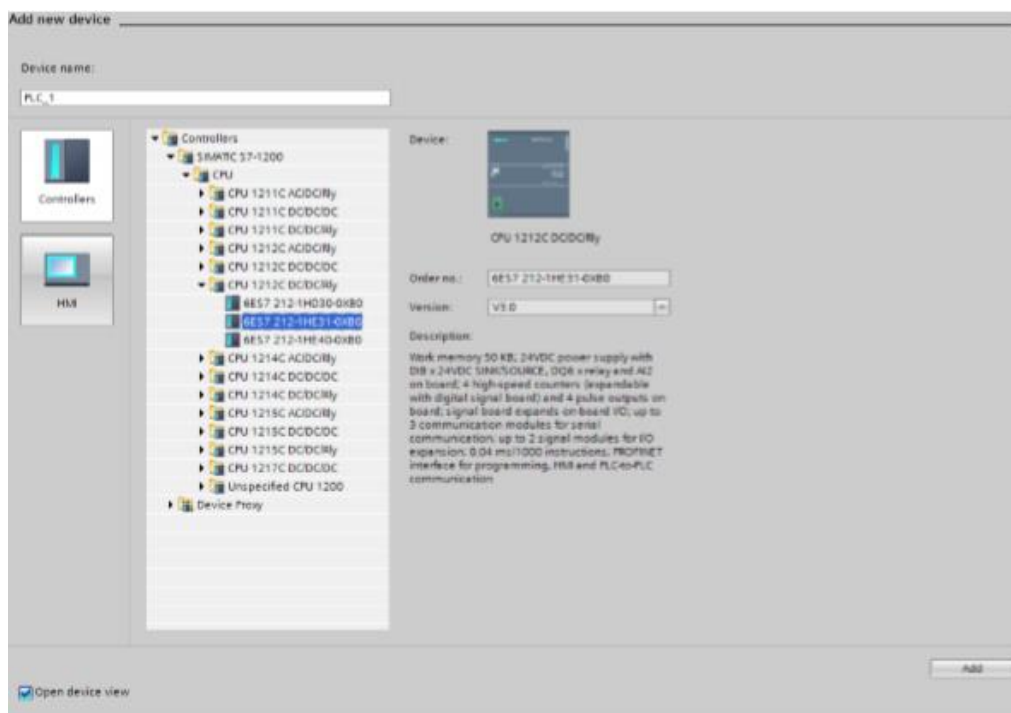 Add new device
Device name:
PLC_1
Controllers
HMI
Controllers
SIMATIC S7-1200
CPU
CPU 1211C AC/DC/Rly
CPU 1211C DC/DC/DC
CPU 1211C DC/DC/Rly
CPU 1212C AC/DC/Rly
CPU 1212C DC/DC/DC
CPU 1212C DC/DC/Rly
6ES7 212-1HD30-0XB0
6ES7 212-1HE31-0XB0
6ES7 212-1HE40-0XB0
CPU 1214C AC/DC/Rly
CPU 1214C DC/DC/DC
CPU 1214C DC/DC/Rly
CPU 1215C AC/DC/Rly
CPU 1215C DC/DC/DC
CPU 1215C DC/DC/Rly
CPU 1217C DC/DC/DC
Unspecified CPU 1200
Device Proxy
Device:
CPU 1212C DC/DC/Rly
Order no.: 6ES7 212-1HE31-0XB0
Version: V3.0
Description:
Work memory 50 KB; 24VDC power supply with
DI8 x 24VDC SINK/SOURCE, DQ6 x relay and AI2
on board; 4 high-speed counters (expandable
with digital signal board) and 4 pulse outputs on
board; signal board expands on-board I/O; up to
3 communication modules for serial
communication; up to 2 signal modules for I/O
expansion; 0.04 ms/1000 instructions; PROFINET
interface for programming, HMI and PLC-to-PLC
communication
Add
Open device view